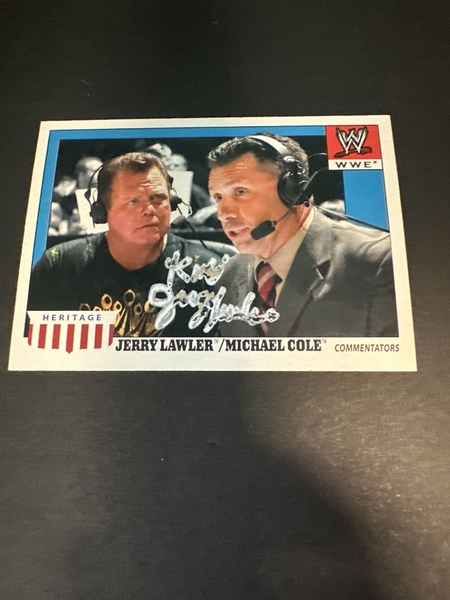 W
WWE®
King
Jerry Lawler
HERITAGE
JERRY LAWLER™/MICHAEL COLE™
COMMENTATORS